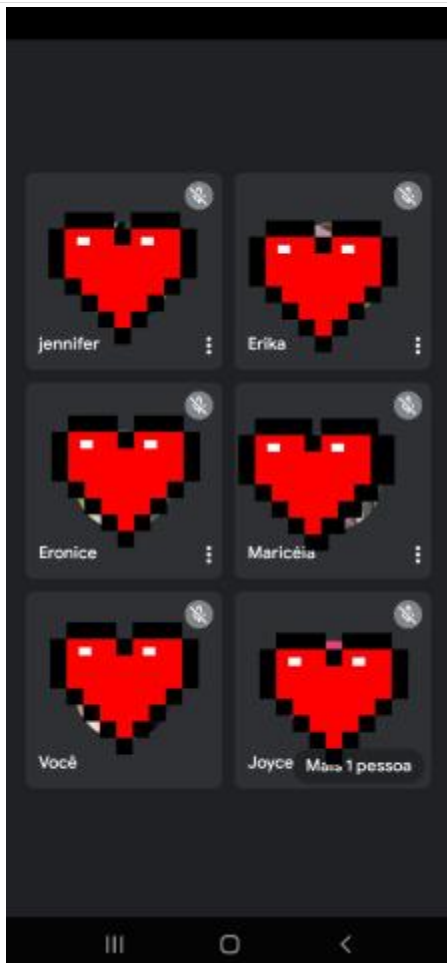 jennifer
Erika
Eronice
Maricéia
Você
Joyce
Mais 1 pessoa